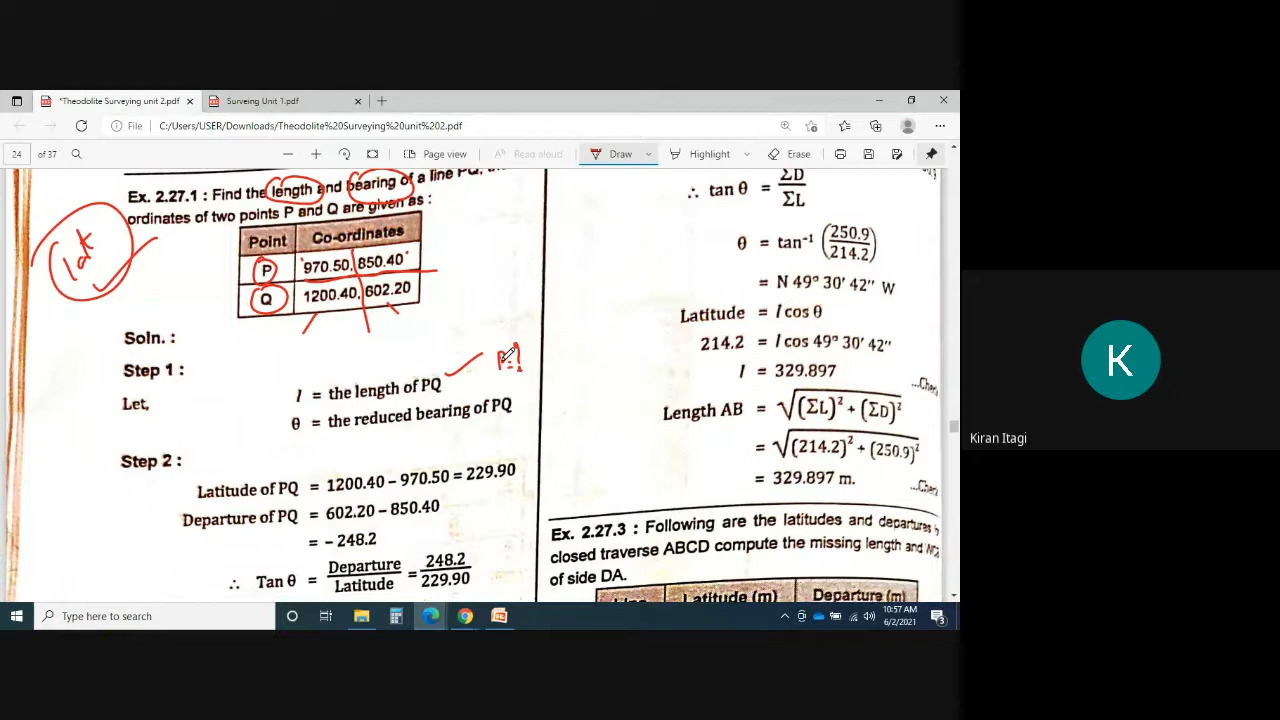 *Theodolite Surveying unit 2.pdf
Surveing Unit 1.pdf
File
C:/Users/USER/Downloads/Theodolite%20Surveying%20unit%202.pdf
24 of 37
Page view
Read aloud
Draw
Highlight
Erase
Ex. 2.27.1 : Find the length and bearing of a line PQ,
ordinates of two points P and Q are given as :
Point Co-ordinates
P 970.50, 850.40
Q 1200.40, 602.20
lat
Soln. :
Step 1 :
Let, l = the length of PQ
θ = the reduced bearing of PQ
Step 2 :
Latitude of PQ = 1200.40 – 970.50 = 229.90
Departure of PQ = 602.20 – 850.40
= – 248.2
∴ Tan θ = Departure / Latitude = 248.2 / 229.90
∴ tan θ = ΣD / ΣL
θ = tan⁻¹ (250.9 / 214.2)
= N 49° 30′ 42″ W
Latitude = l cos θ
214.2 = l cos 49° 30′ 42″
l = 329.897
Length AB = √(ΣL)² + (ΣD)²
= √(214.2)² + (250.9)²
= 329.897 m.
Ex. 2.27.3 : Following are the latitudes and departures
closed traverse ABCD compute the missing length and
of side DA.
Latitude (m) Departure (m)
Type here to search
10:57 AM
6/2/2021
3
K
Kiran Itagi